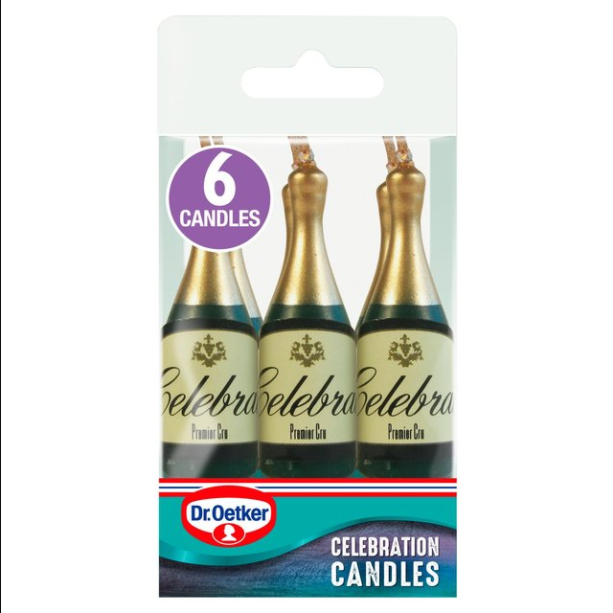 6
CANDLES
Celebra Celebra Celebra
Premier Cru Premier Cru Premier Cru
Dr.Oetker
CELEBRATION
CANDLES